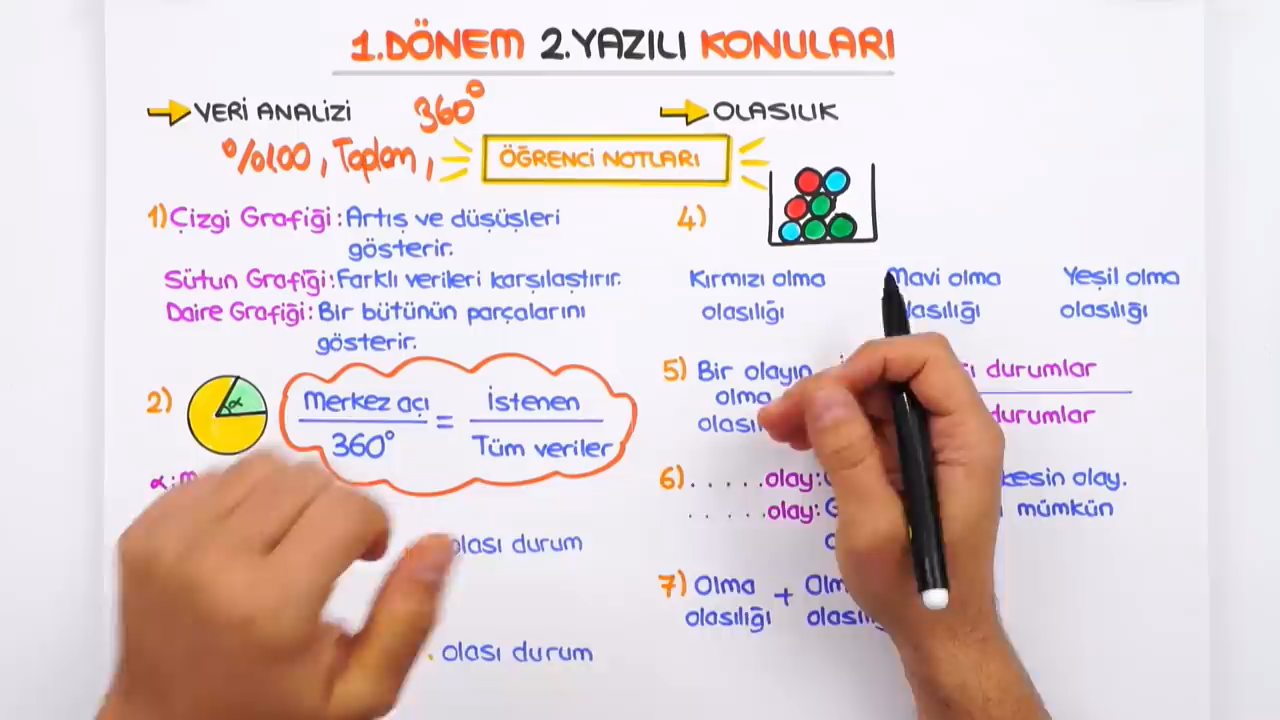 1.DÖNEM 2.YAZILI KONULARI
VERİ ANALİZİ
360°
%100, Toplam,
ÖĞRENCİ NOTLARI
1) Çizgi Grafiği: Artış ve düşüşleri
gösterir.
Sütun Grafiği: Farklı verileri karşılaştırır.
Daire Grafiği: Bir bütünün parçalarını
gösterir.
2) α
Merkez açı / 360° = İstenen / Tüm veriler
α:
olası durum
. olası durum
OLASILIK
4)
Kırmızı olma Mavi olma Yeşil olma
olasılığı olasılığı
5) Bir olayın durumlar
olma
durumlar
6) . . . . . olay: kesin olay.
. . . . . olay: mümkün
7) Olma +
olasılığı